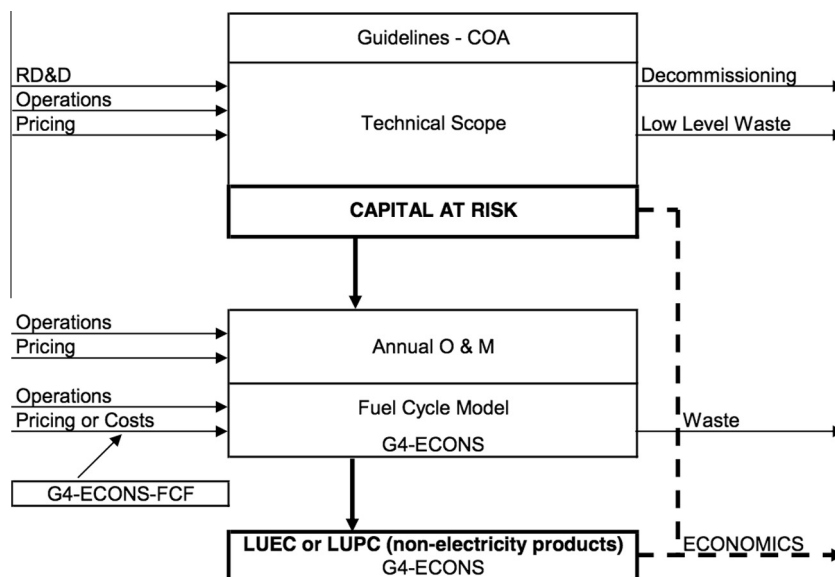 Guidelines - COA
RD&D
Operations
Pricing
Technical Scope
Decommissioning
Low Level Waste
CAPITAL AT RISK
Operations
Pricing
Annual O & M
Operations
Pricing or Costs
Fuel Cycle Model
G4-ECONS
Waste
G4-ECONS-FCF
LUEC or LUPC (non-electricity products)
G4-ECONS
ECONOMICS